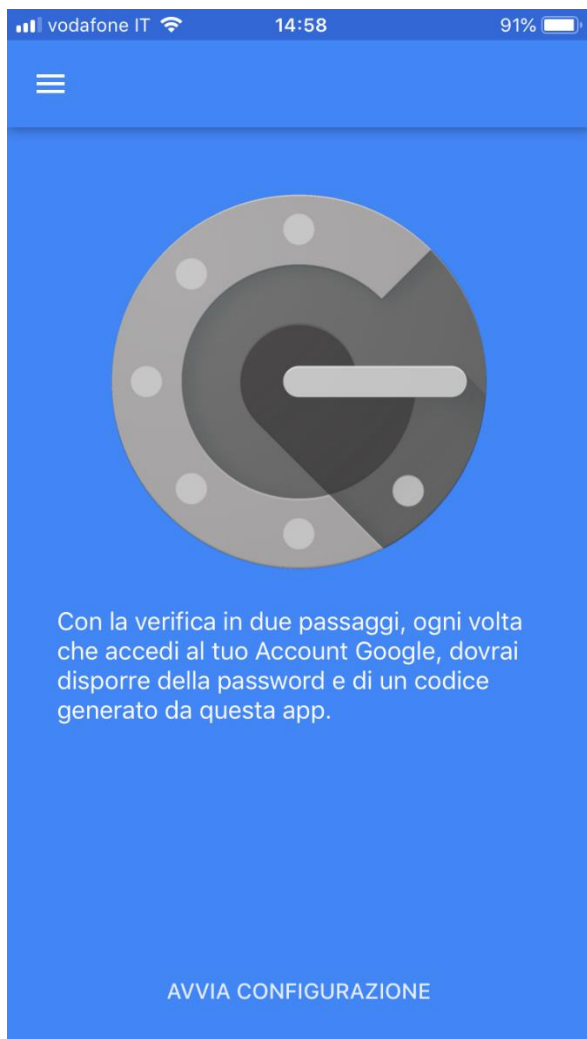 vodafone IT 14:58 91%
Con la verifica in due passaggi, ogni volta
che accedi al tuo Account Google, dovrai
disporre della password e di un codice
generato da questa app.
AVVIA CONFIGURAZIONE